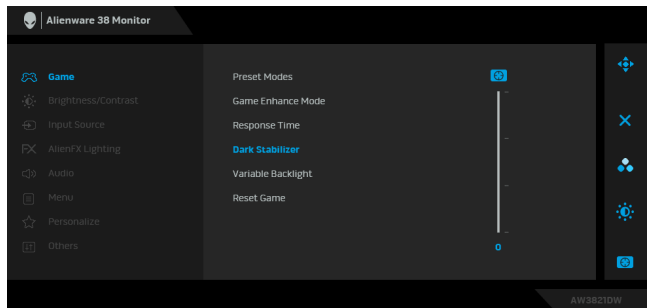 Alienware 38 Monitor
Game
Brightness/Contrast
Input Source
AlienFX Lighting
Audio
Menu
Personalize
Others
Preset Modes
Game Enhance Mode
Response Time
Dark Stabilizer
Variable Backlight
Reset Game
0
AW3821DW